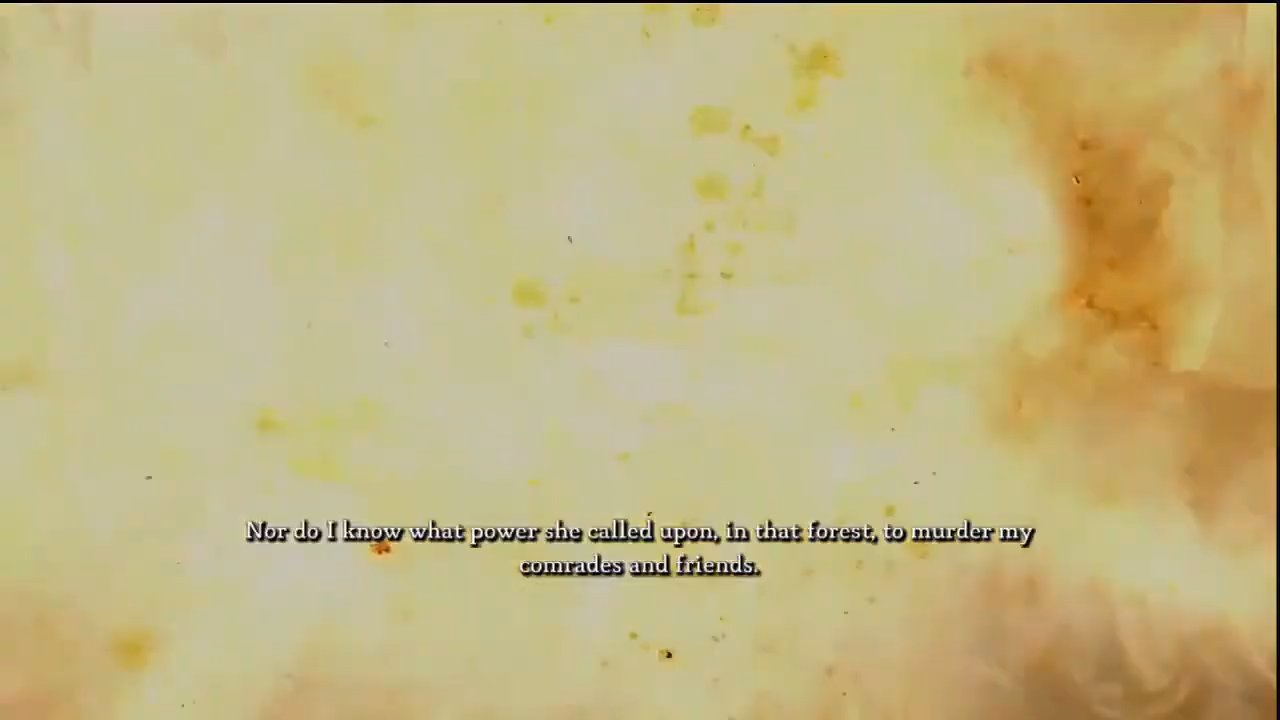 Nor do I know what power she called upon, in that forest, to murder my
comrades and friends.